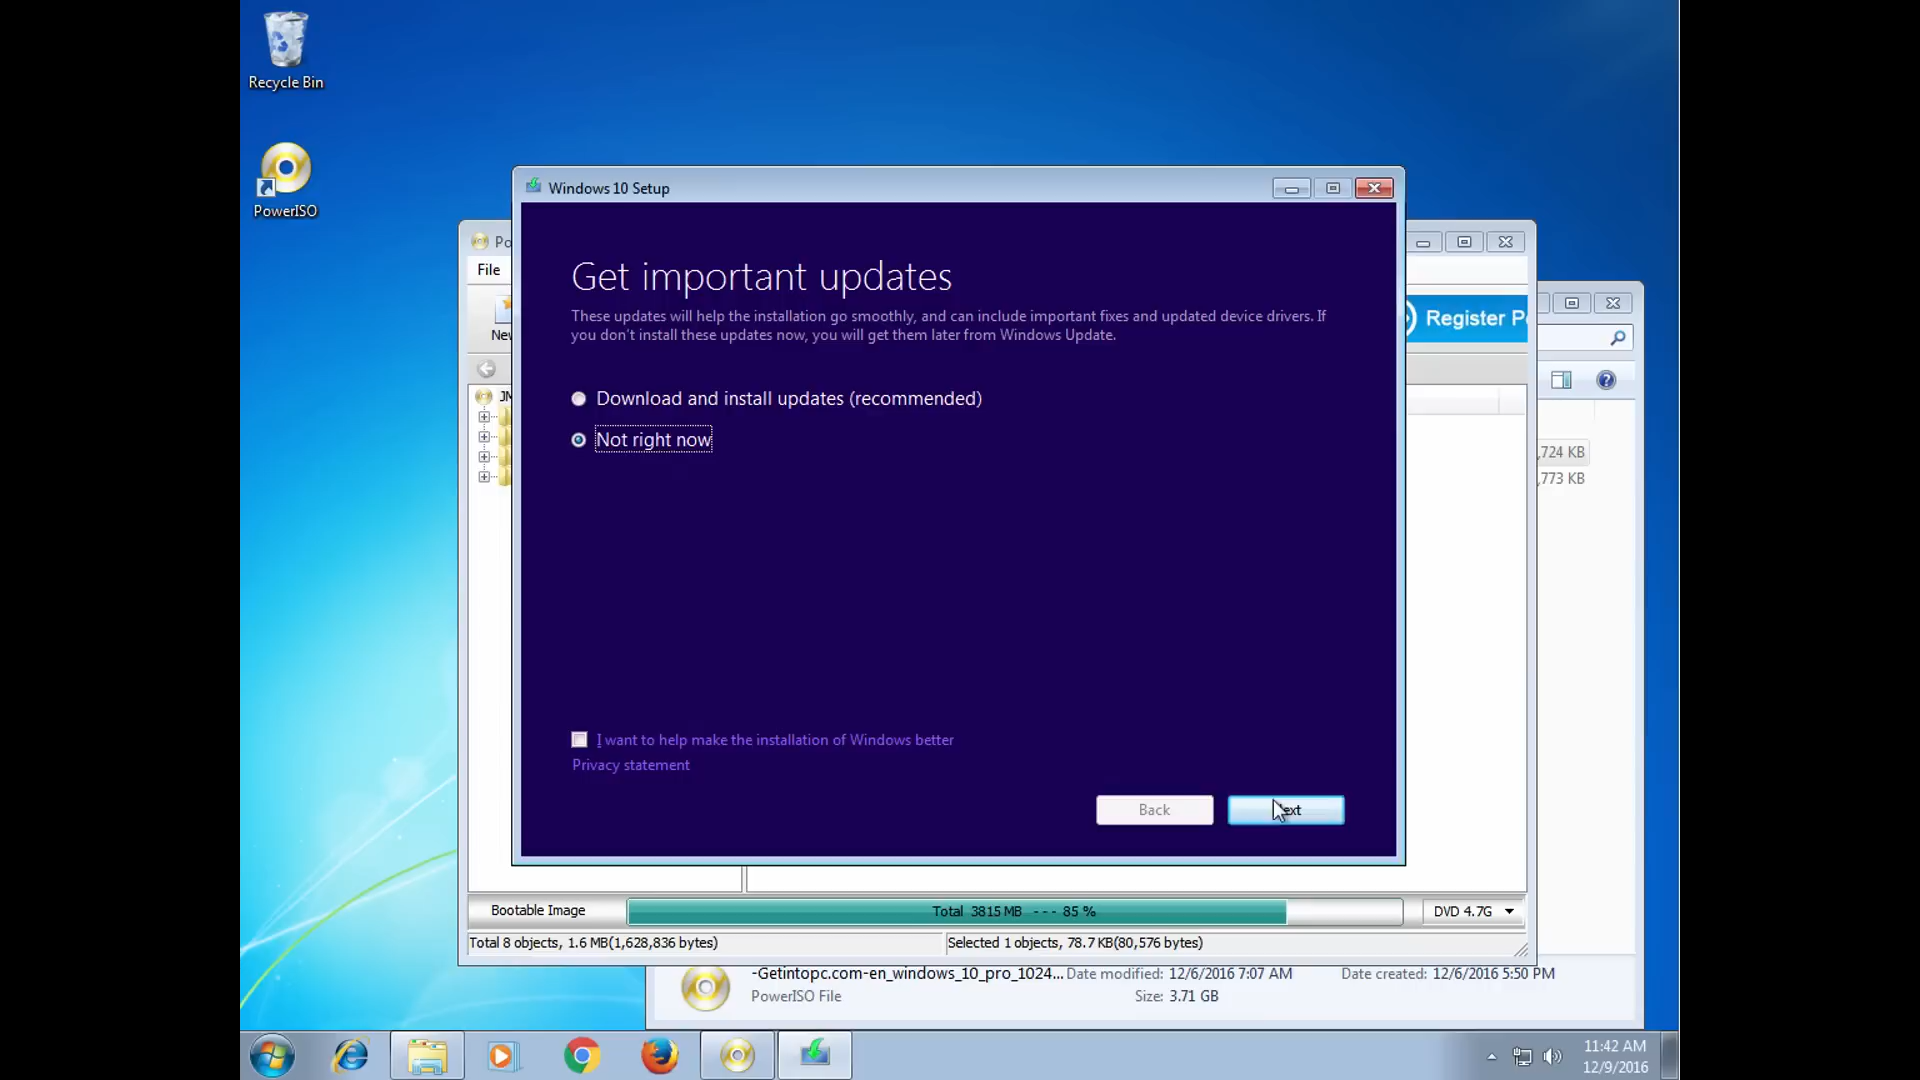 Recycle Bin
PowerISO
Windows 10 Setup
Get important updates
These updates will help the installation go smoothly, and can include important fixes and updated device drivers. If
you don't install these updates now, you will get them later from Windows Update.
Download and install updates (recommended)
Not right now
I want to help make the installation of Windows better
Privacy statement
Back
Po
File
New
Register P
JM
,724 KB
,773 KB
Bootable Image
Total 3815 MB --- 85 %
DVD 4.7G
Total 8 objects, 1.6 MB(1,628,836 bytes)
Selected 1 objects, 78.7 KB(80,576 bytes)
-Getintopc.com-en_windows_10_pro_1024...
Date modified: 12/6/2016 7:07 AM
Date created: 12/6/2016 5:50 PM
PowerISO File
Size: 3.71 GB
11:42 AM
12/9/2016